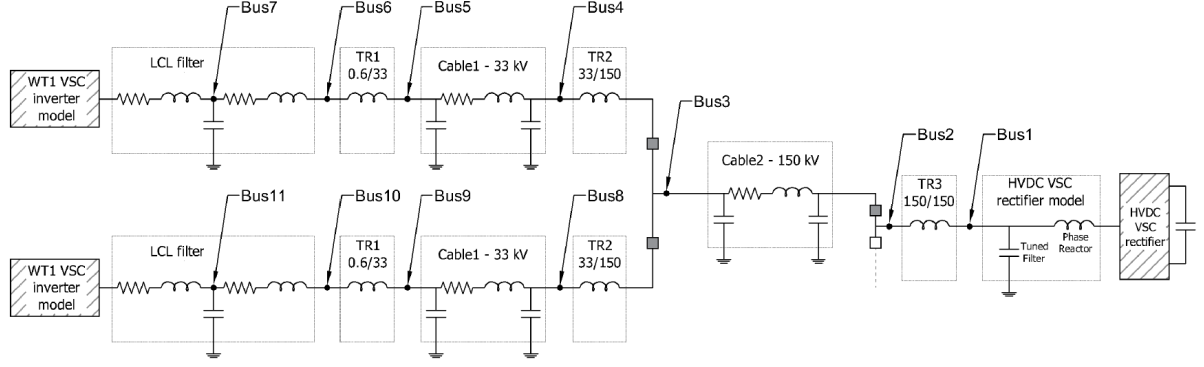 Bus7
Bus6
Bus5
Bus4
LCL filter
TR1
0.6/33
Cable1 - 33 kV
TR2
33/150
WT1 VSC
inverter
model
Bus3
Bus2
Bus1
Cable2 - 150 kV
TR3
150/150
HVDC VSC
rectifier model
Tuned
Filter
Phase
Reactor
HVDC
VSC
rectifier
Bus11
Bus10
Bus9
Bus8
LCL filter
TR1
0.6/33
Cable1 - 33 kV
TR2
33/150
WT1 VSC
inverter
model